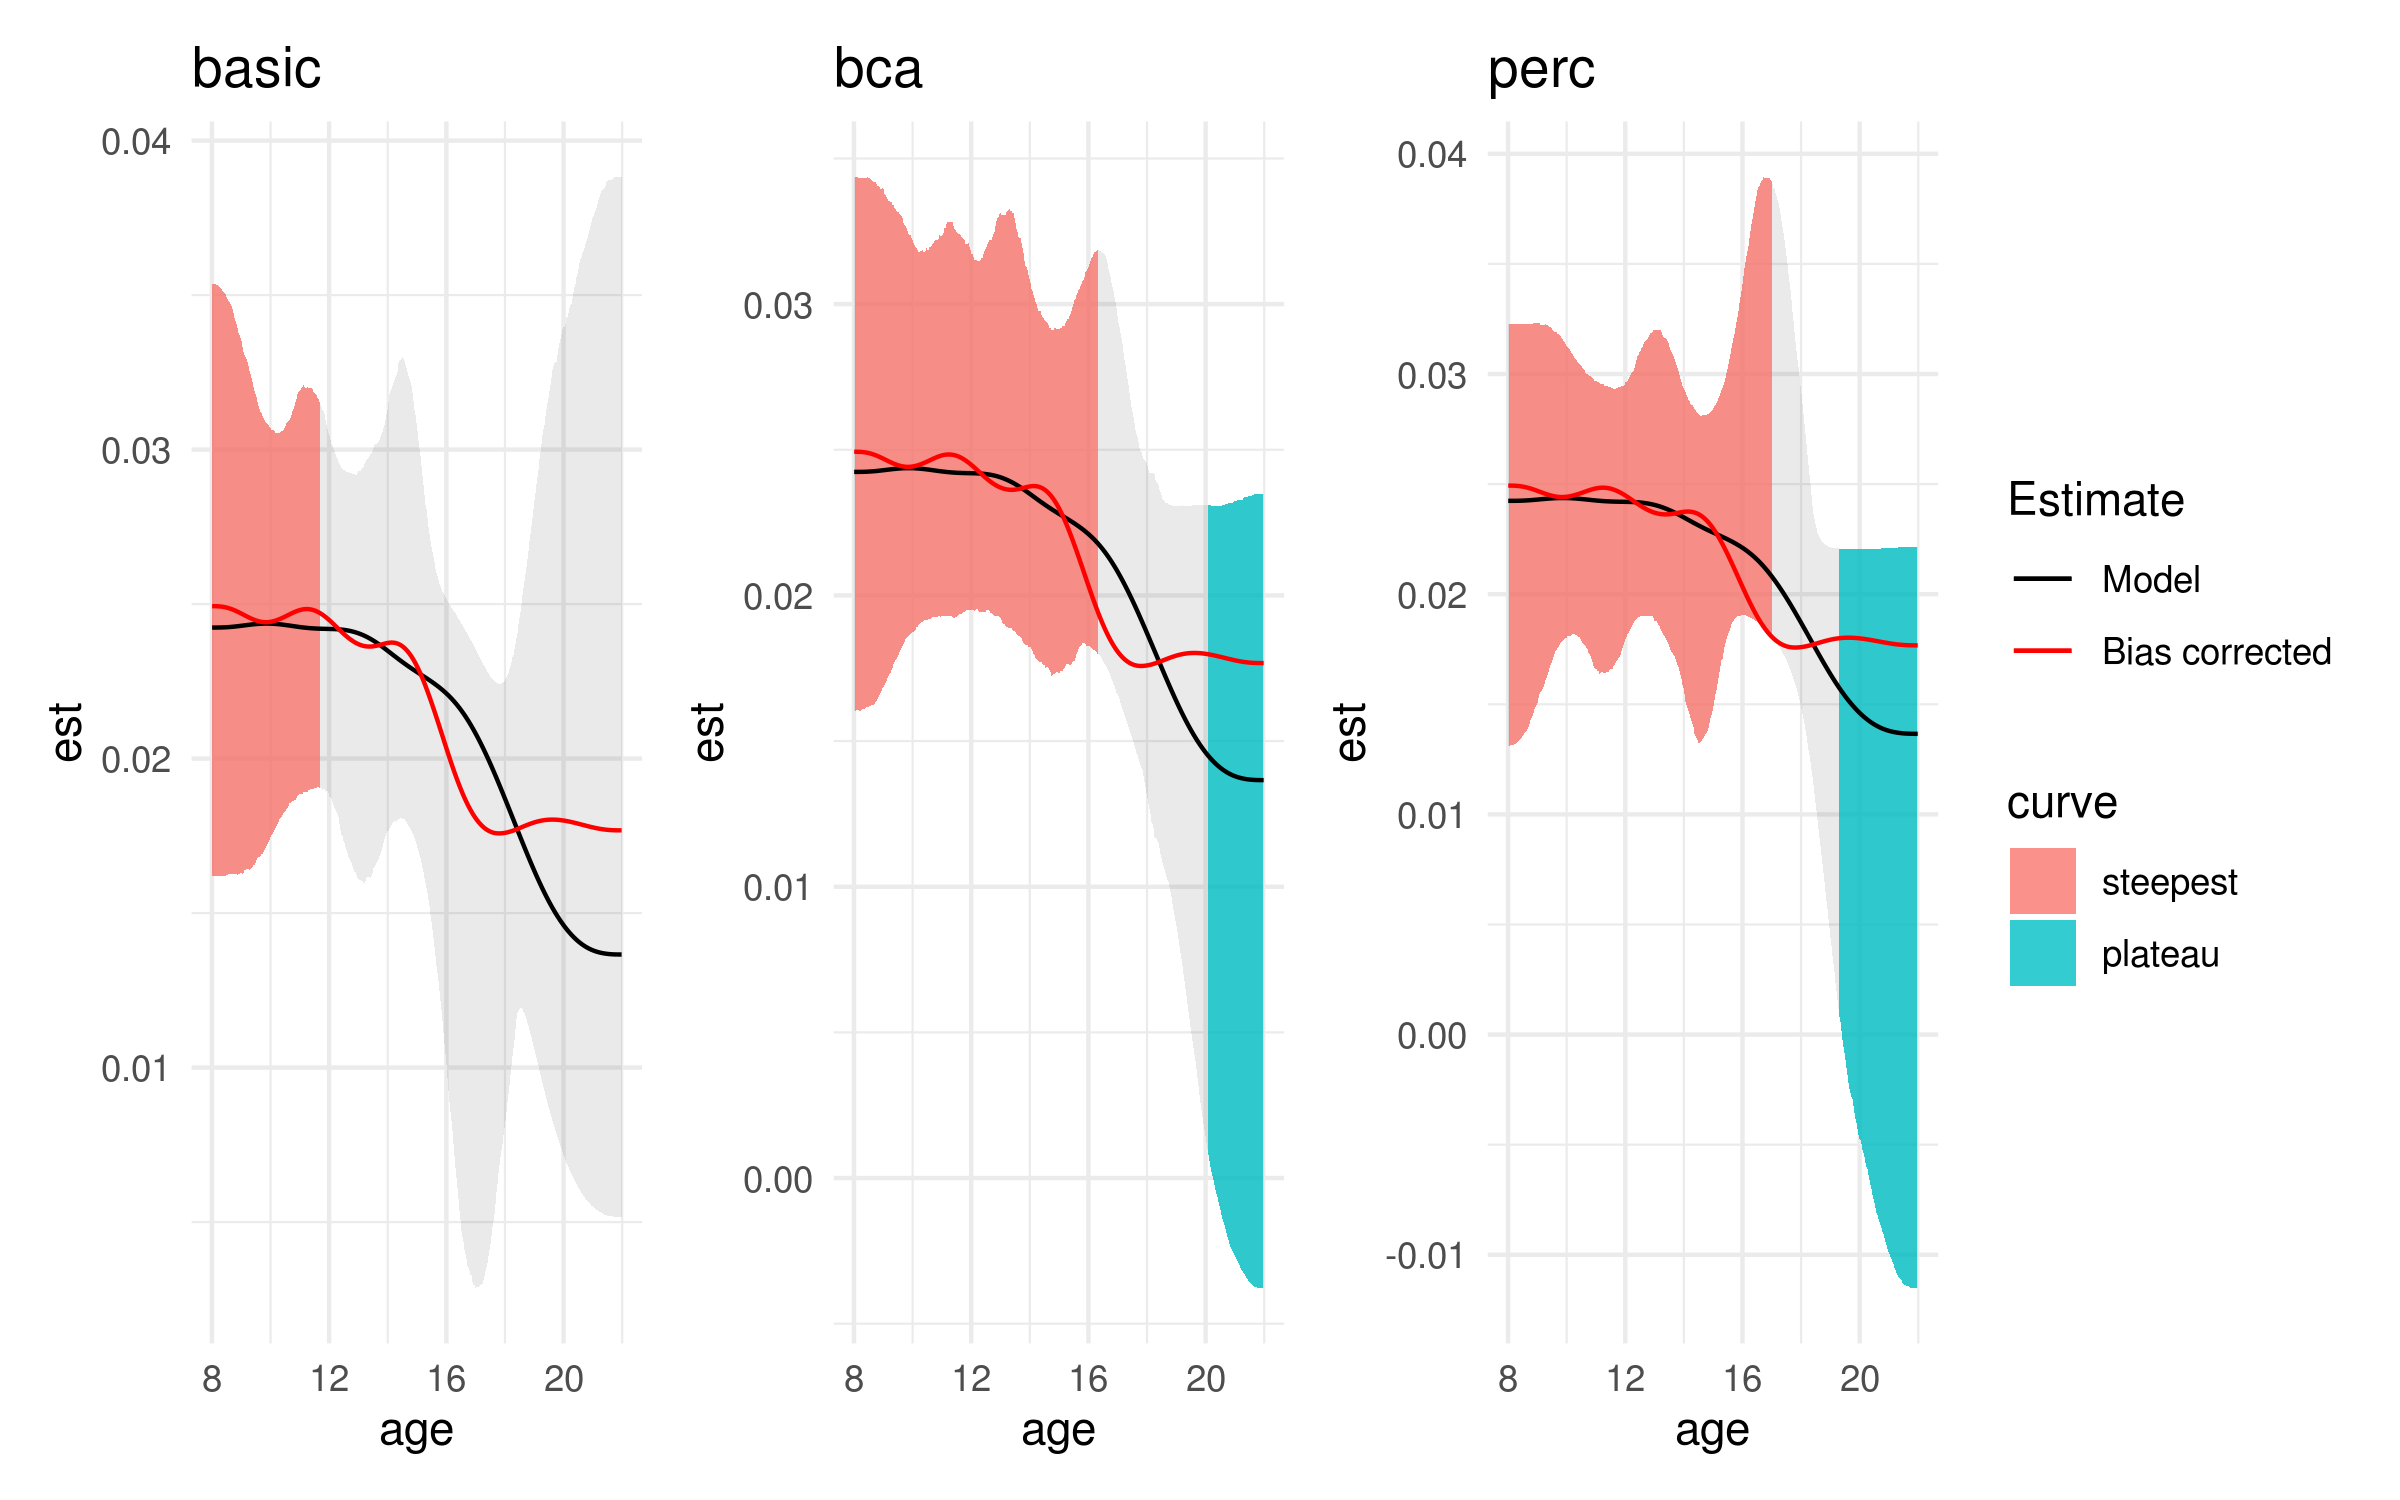 basic
0.04
0.03
0.02
0.01
est
8 12 16 20
age
bca
0.03
0.02
0.01
0.00
est
8 12 16 20
age
perc
0.04
0.03
0.02
0.01
0.00
-0.01
est
8 12 16 20
age
Estimate
Model
Bias corrected
curve
steepest
plateau